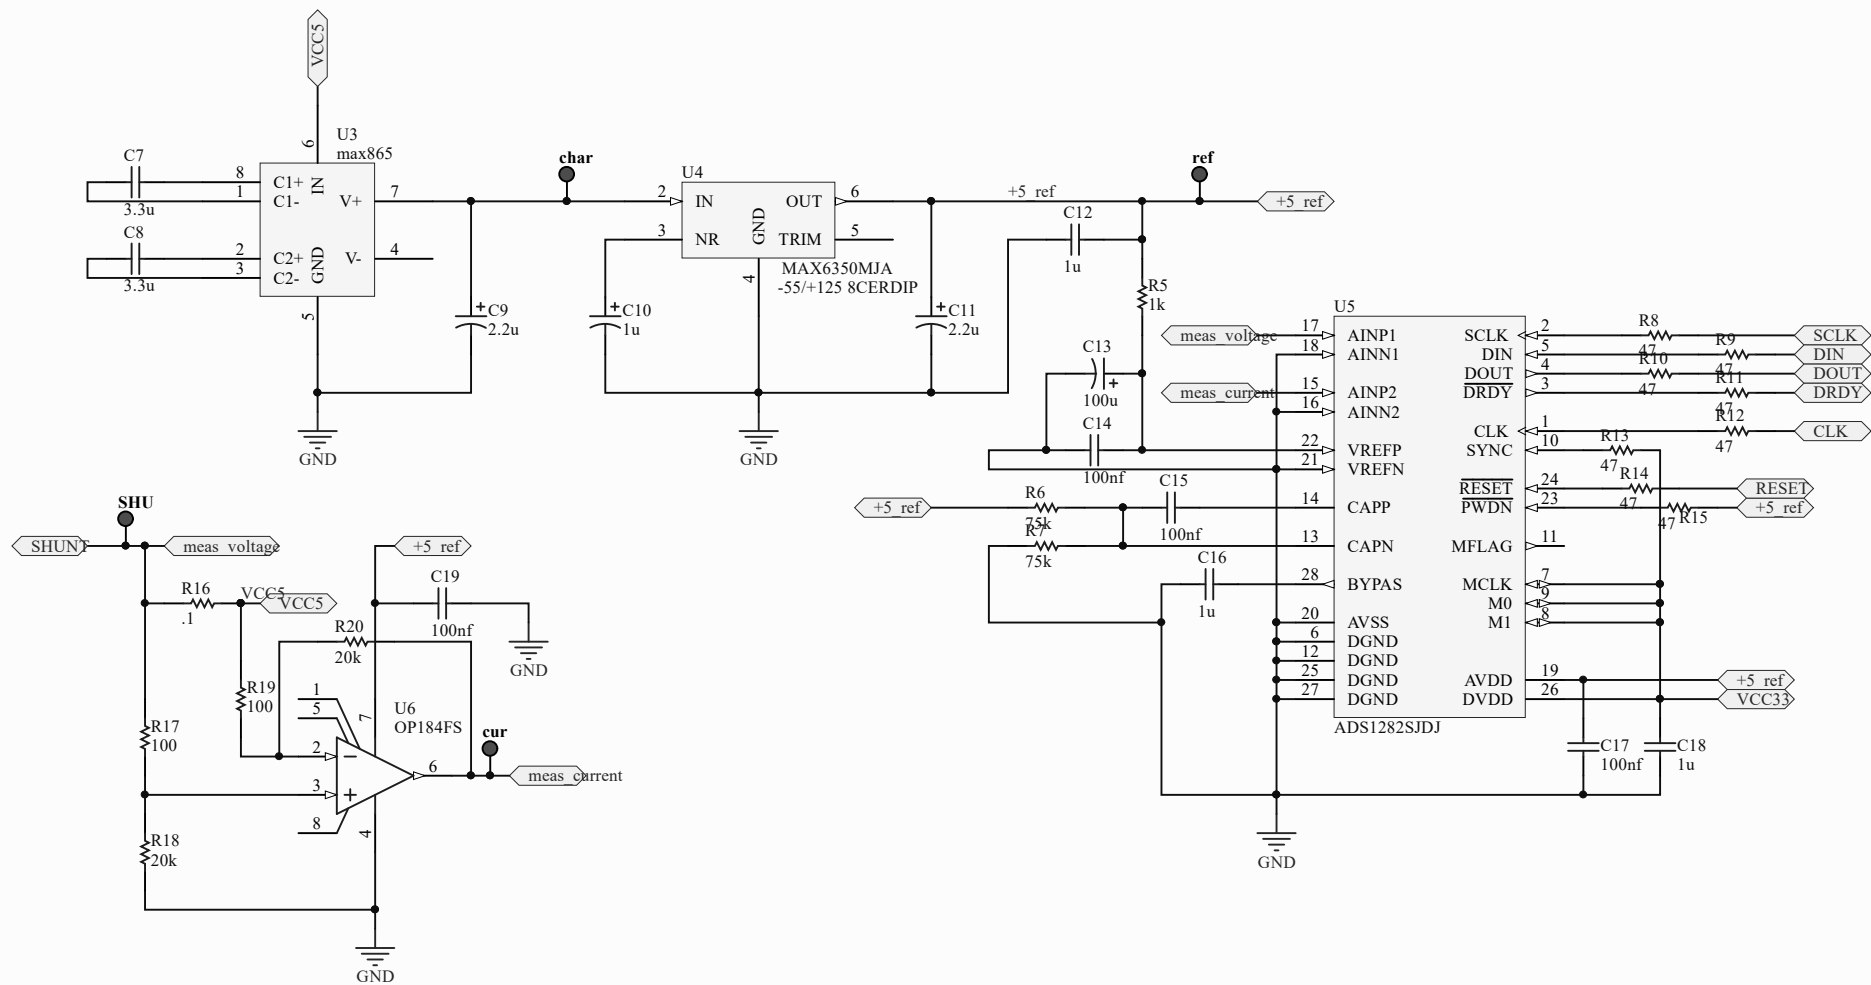 VCC5
6
U3
max865
C7
3.3u
8
1
C1+
C1-
IN
V+
7
C8
3.3u
2
3
C2+
C2-
GND
V-
4
5
C9
2.2u
GND
char
U4
2
IN
OUT
6
3
NR
GND
TRIM
5
4
MAX6350MJA
-55/+125 8CERDIP
C10
1u
C11
2.2u
GND
+5_ref
ref
+5_ref
C12
1u
R5
1k
C13
100u
C14
100nf
U5
meas_voltage
17
AINP1
18
AINN1
meas_current
15
AINP2
16
AINN2
22
VREFP
21
VREFN
+5_ref
R6
75k
R7
75k
C15
100nf
14
CAPP
13
CAPN
C16
1u
28
BYPAS
20
AVSS
6
DGND
12
DGND
25
DGND
27
DGND
ADS1282SJDJ
SCLK
2
R8
47
SCLK
DIN
5
R9
47
DIN
DOUT
4
R10
47
DOUT
DRDY
3
R11
47
DRDY
CLK
1
R12
47
CLK
SYNC
10
R13
47
RESET
24
R14
47
RESET
PWDN
23
47
R15
+5_ref
MFLAG
11
MCLK
7
M0
9
M1
8
AVDD
19
+5_ref
DVDD
26
VCC33
C17
100nf
C18
1u
GND
SHU
SHUNT
meas_voltage
R16
.1
VCC5
VCC5
+5_ref
C19
100nf
GND
R20
20k
R19
100
R17
100
R18
20k
1
5
7
U6
OP184FS
2
3
8
4
6
cur
meas_current
GND